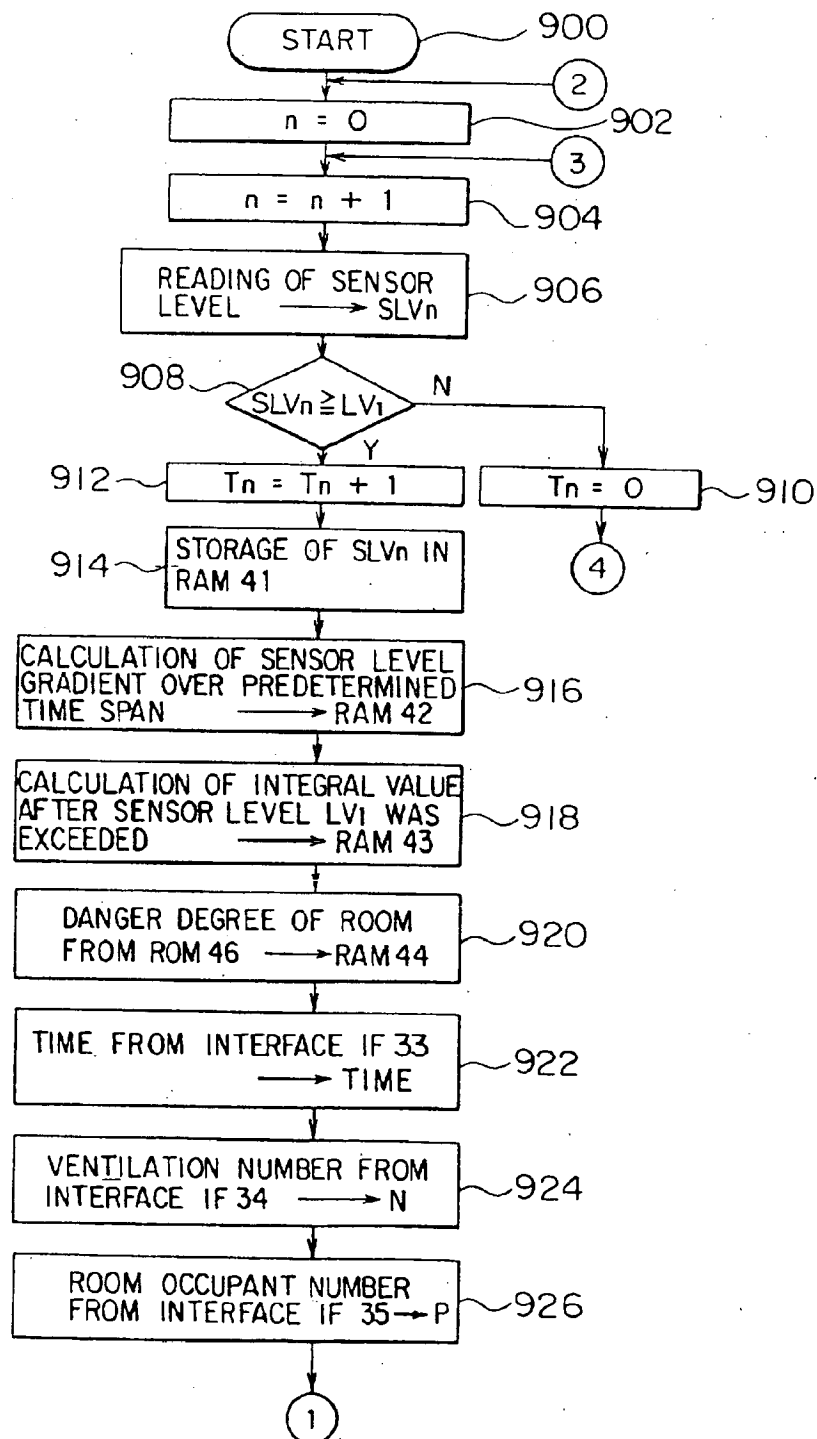 START
900
2
n = 0
902
3
n = n + 1
904
READING OF SENSOR
LEVEL → SLVn
906
908
SLVn ≧ LV1
N
Y
912
Tn = Tn + 1
Tn = 0
910
914
STORAGE OF SLVn IN
RAM 41
4
CALCULATION OF SENSOR LEVEL
GRADIENT OVER PREDETERMINED
TIME SPAN → RAM 42
916
CALCULATION OF INTEGRAL VALUE
AFTER SENSOR LEVEL LV1 WAS
EXCEEDED → RAM 43
918
DANGER DEGREE OF ROOM
FROM ROM 46 → RAM 44
920
TIME FROM INTERFACE IF 33
→ TIME
922
VENTILATION NUMBER FROM
INTERFACE IF 34 → N
924
ROOM OCCUPANT NUMBER
FROM INTERFACE IF 35 → P
926
1